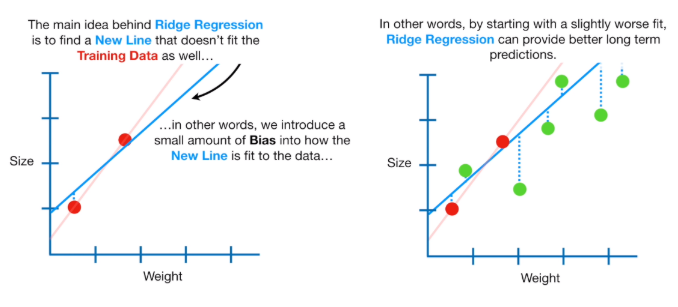 The main idea behind Ridge Regression
is to find a New Line that doesn't fit the
Training Data as well…
…in other words, we introduce a
small amount of Bias into how the
New Line is fit to the data…
Size
Weight
In other words, by starting with a slightly worse fit,
Ridge Regression can provide better long term
predictions.
Size
Weight